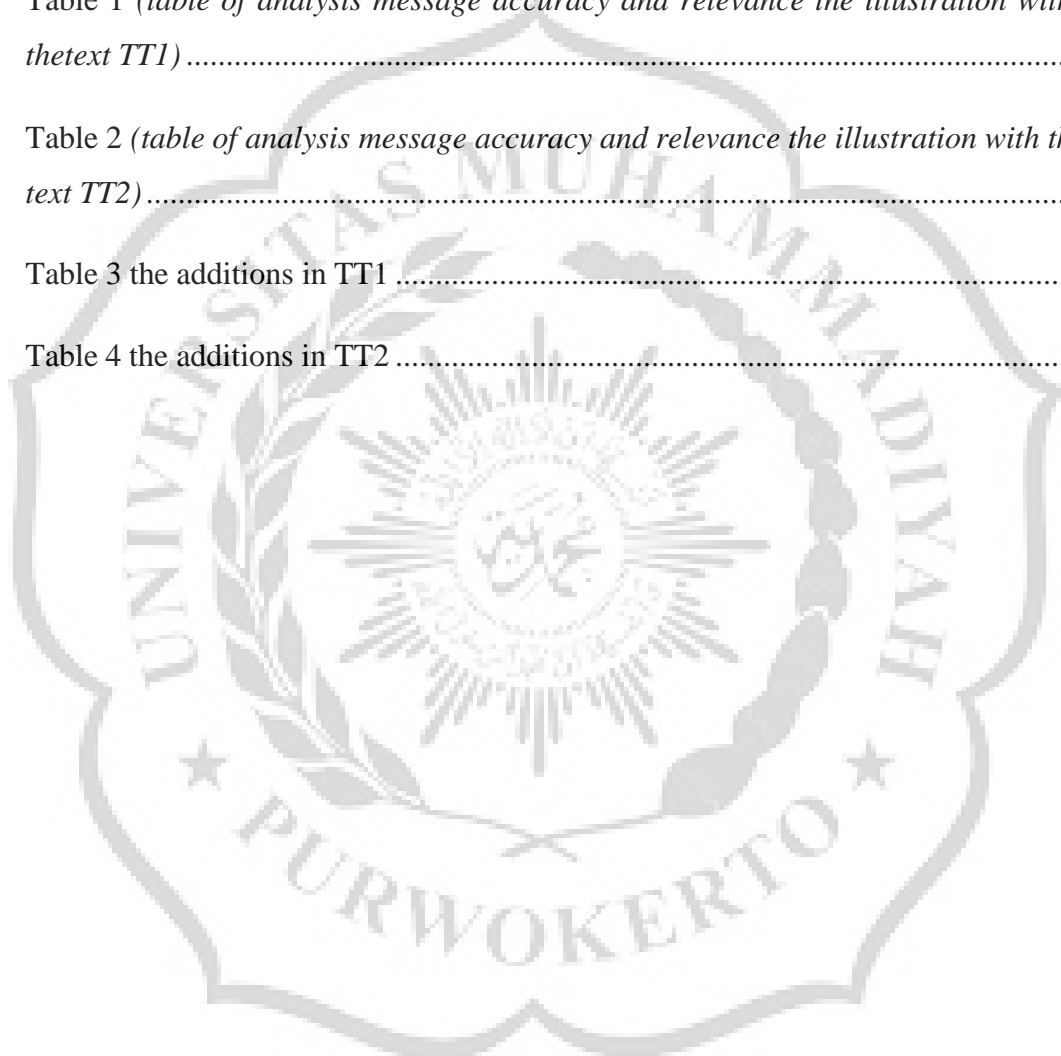 Table 1 (table of analysis message accuracy and relevance the illustration with
thetext TT1) ...........................................................................................................
Table 2 (table of analysis message accuracy and relevance the illustration with th
text TT2) ................................................................................................................
Table 3 the additions in TT1 ...................................................................................
Table 4 the additions in TT2 ...................................................................................
UNIVERSITAS MUHAMMADIYAH
PURWOKERTO